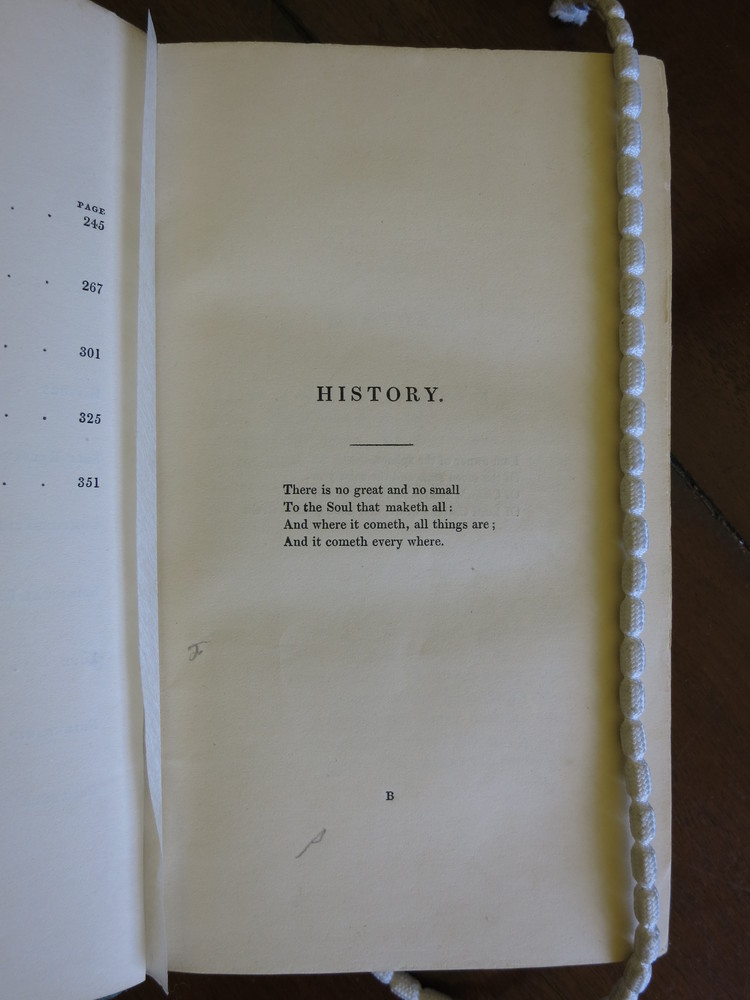 PAGE
. . 245
. . 267
. . 301
. . 325
. . 351
HISTORY.
There is no great and no small
To the Soul that maketh all :
And where it cometh, all things are ;
And it cometh every where.
B